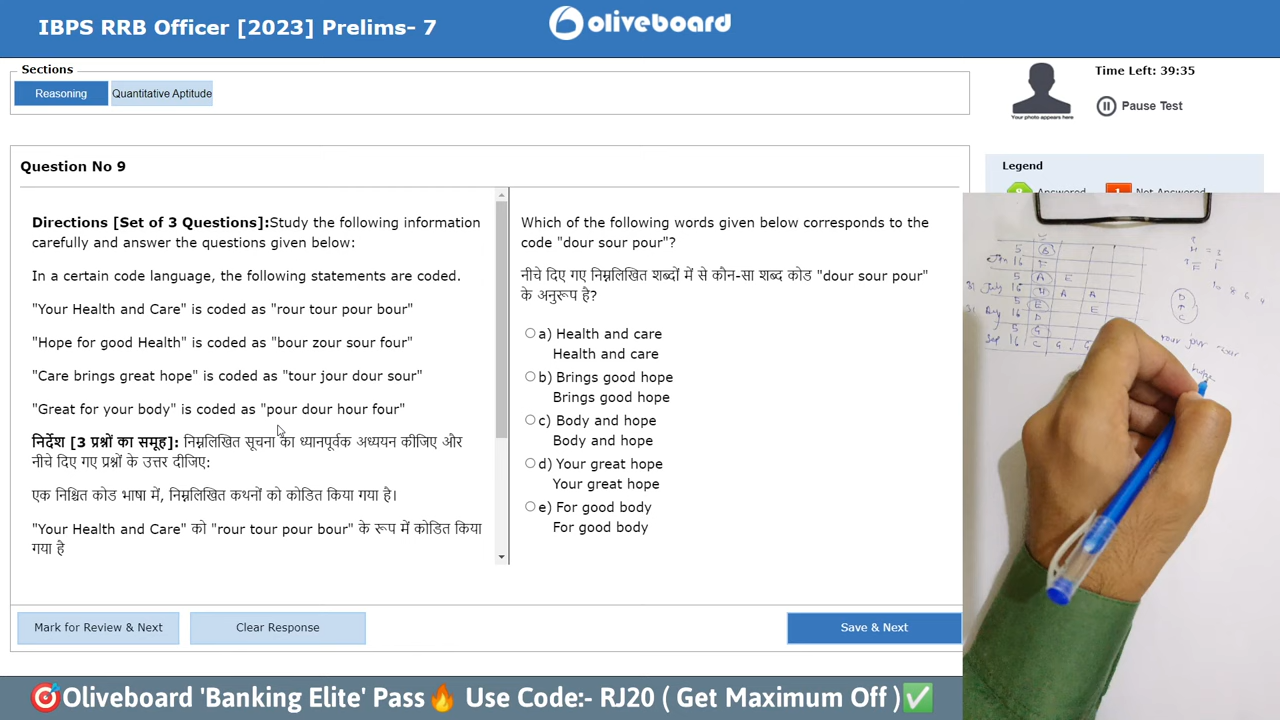 IBPS RRB Officer [2023] Prelims- 7
oliveboard
Sections
Reasoning
Quantitative Aptitude
Your photo appears here
Time Left: 39:35
Pause Test
Question No 9
Legend
Answered
Not Answered
Directions [Set of 3 Questions]:Study the following information
carefully and answer the questions given below:
In a certain code language, the following statements are coded.
"Your Health and Care" is coded as "rour tour pour bour"
"Hope for good Health" is coded as "bour zour sour four"
"Care brings great hope" is coded as "tour jour dour sour"
"Great for your body" is coded as "pour dour hour four"
निर्देश [3 प्रश्नों का समूह]: निम्नलिखित सूचना का ध्यानपूर्वक अध्ययन कीजिए और
नीचे दिए गए प्रश्नों के उत्तर दीजिए:
एक निश्चित कोड भाषा में, निम्नलिखित कथनों को कोडित किया गया है।
"Your Health and Care" को "rour tour pour bour" के रूप में कोडित किया
गया है
Which of the following words given below corresponds to the
code "dour sour pour"?
नीचे दिए गए निम्नलिखित शब्दों में से कौन-सा शब्द कोड "dour sour pour"
के अनुरूप है?
a) Health and care
Health and care
b) Brings good hope
Brings good hope
c) Body and hope
Body and hope
d) Your great hope
Your great hope
e) For good body
For good body
Mark for Review & Next
Clear Response
Save & Next
🎯Oliveboard 'Banking Elite' Pass🔥 Use Code:- RJ20 ( Get Maximum Off )✅